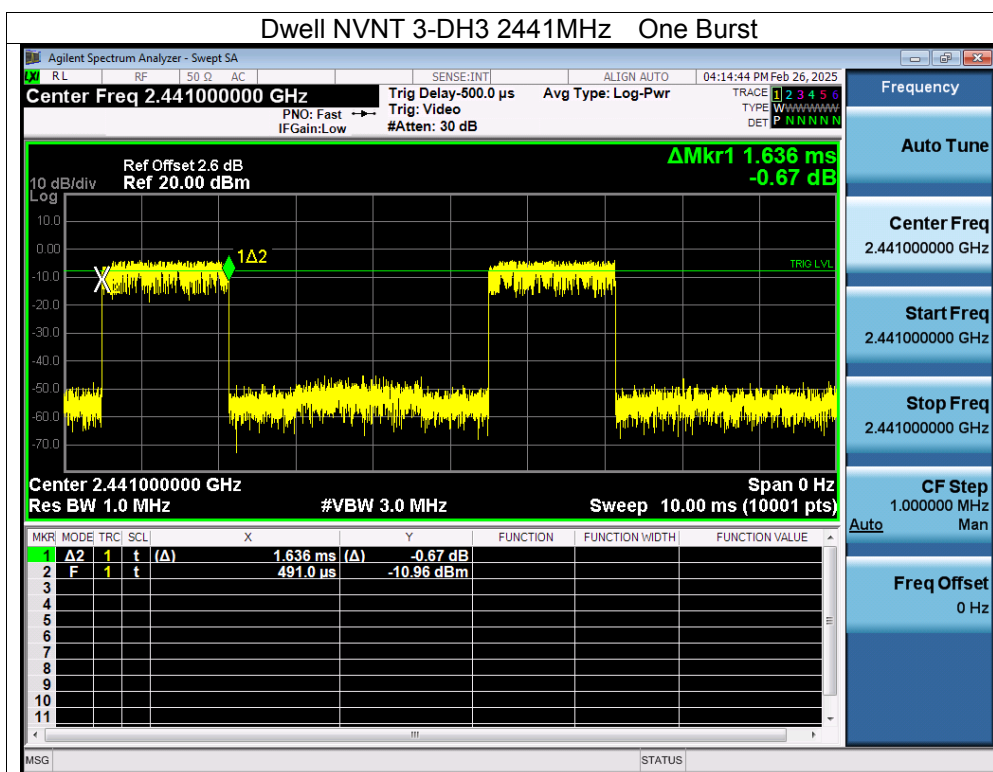 Dwell NVNT 3-DH3 2441MHz One Burst
Agilent Spectrum Analyzer - Swept SA
LXI RL RF 50 Ω AC SENSE:INT ALIGN AUTO 04:14:44 PM Feb 26, 2025
Center Freq 2.441000000 GHz
PNO: Fast
IFGain:Low
Trig Delay-500.0 µs
Trig: Video
#Atten: 30 dB
Avg Type: Log-Pwr
TRACE 1 2 3 4 5 6
TYPE WWWWWW
DET P N N N N N
ΔMkr1 1.636 ms
-0.67 dB
Ref Offset 2.6 dB
10 dB/div Ref 20.00 dBm
Log
10.0
0.00
-10.0
-20.0
-30.0
-40.0
-50.0
-60.0
-70.0
1Δ2
TRIG LVL
Center 2.441000000 GHz Span 0 Hz
Res BW 1.0 MHz #VBW 3.0 MHz Sweep 10.00 ms (10001 pts)
MKR MODE TRC SCL X Y FUNCTION FUNCTION WIDTH FUNCTION VALUE
1 Δ2 1 t (Δ) 1.636 ms (Δ) -0.67 dB
2 F 1 t 491.0 µs -10.96 dBm
3
4
5
6
7
8
9
10
11
MSG STATUS
Frequency
Auto Tune
Center Freq
2.441000000 GHz
Start Freq
2.441000000 GHz
Stop Freq
2.441000000 GHz
CF Step
1.000000 MHz
Auto Man
Freq Offset
0 Hz